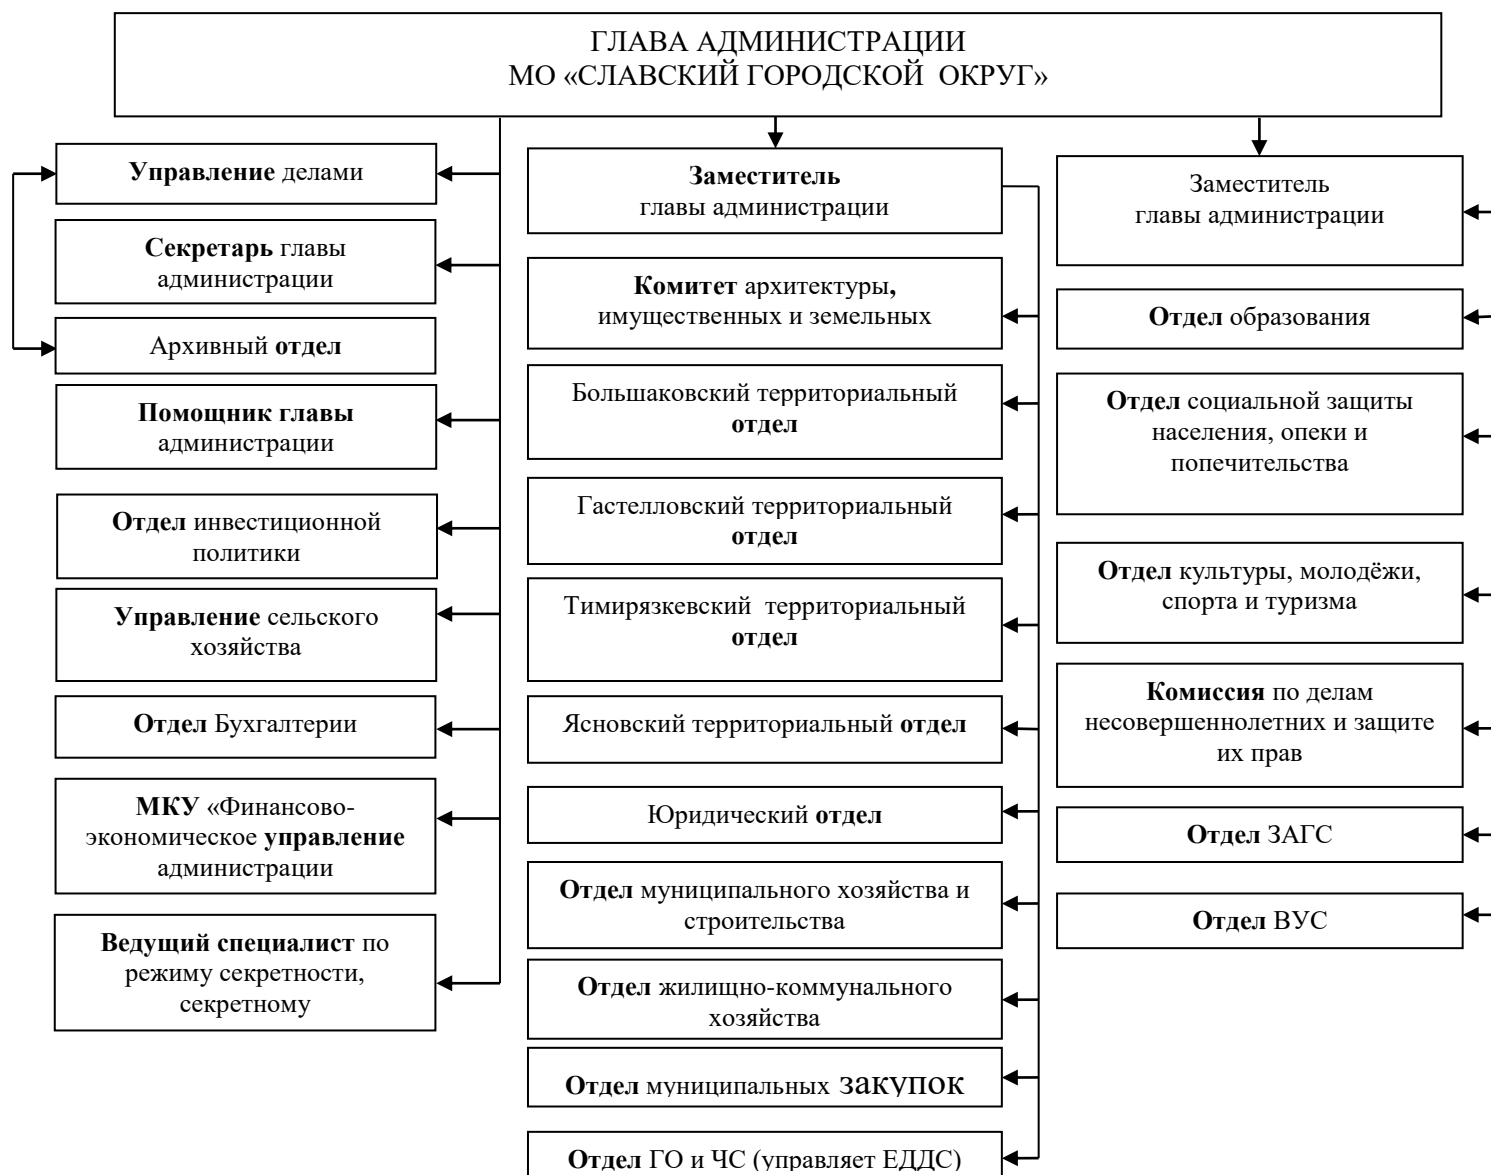 ГЛАВА АДМИНИСТРАЦИИ
МО «СЛАВСКИЙ ГОРОДСКОЙ ОКРУГ»
Управление делами
Секретарь главы
администрации
Архивный отдел
Помощник главы
администрации
Отдел инвестиционной
политики
Управление сельского
хозяйства
Отдел Бухгалтерии
МКУ «Финансово-
экономическое управление
администрации
Ведущий специалист по
режиму секретности,
секретному
Заместитель
главы администрации
Комитет архитектуры,
имущественных и земельных
Большаковский территориальный
отдел
Гастелловский территориальный
отдел
Тимирязкевский территориальный
отдел
Ясновский территориальный отдел
Юридический отдел
Отдел муниципального хозяйства и
строительства
Отдел жилищно-коммунального
хозяйства
Отдел муниципальных закупок
Отдел ГО и ЧС (управляет ЕДДС)
Заместитель
главы администрации
Отдел образования
Отдел социальной защиты
населения, опеки и
попечительства
Отдел культуры, молодёжи,
спорта и туризма
Комиссия по делам
несовершеннолетних и защите
их прав
Отдел ЗАГС
Отдел ВУС